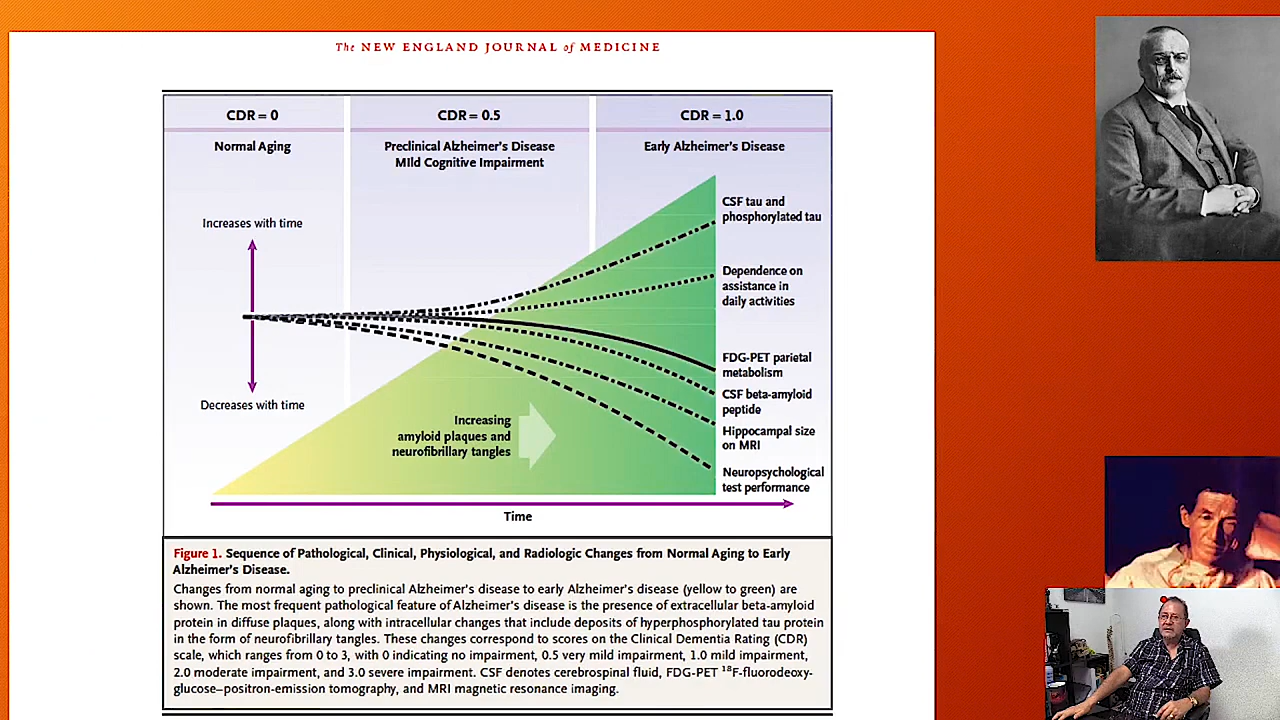 The NEW ENGLAND JOURNAL of MEDICINE
CDR = 0
CDR = 0.5
CDR = 1.0
Normal Aging
Preclinical Alzheimer's Disease
MIld Cognitive Impairment
Early Alzheimer's Disease
Increases with time
Decreases with time
CSF tau and
phosphorylated tau
Dependence on
assistance in
daily activities
FDG-PET parietal
metabolism
CSF beta-amyloid
peptide
Hippocampal size
on MRI
Neuropsychological
test performance
Increasing
amyloid plaques and
neurofibrillary tangles
Time
Figure 1. Sequence of Pathological, Clinical, Physiological, and Radiologic Changes from Normal Aging to Early
Alzheimer's Disease.
Changes from normal aging to preclinical Alzheimer's disease to early Alzheimer's disease (yellow to green) are
shown. The most frequent pathological feature of Alzheimer's disease is the presence of extracellular beta-amyloid
protein in diffuse plaques, along with intracellular changes that include deposits of hyperphosphorylated tau protein
in the form of neurofibrillary tangles. These changes correspond to scores on the Clinical Dementia Rating (CDR)
scale, which ranges from 0 to 3, with 0 indicating no impairment, 0.5 very mild impairment, 1.0 mild impairment,
2.0 moderate impairment, and 3.0 severe impairment. CSF denotes cerebrospinal fluid, FDG-PET ¹⁸F-fluorodeoxy-
glucose–positron-emission tomography, and MRI magnetic resonance imaging.